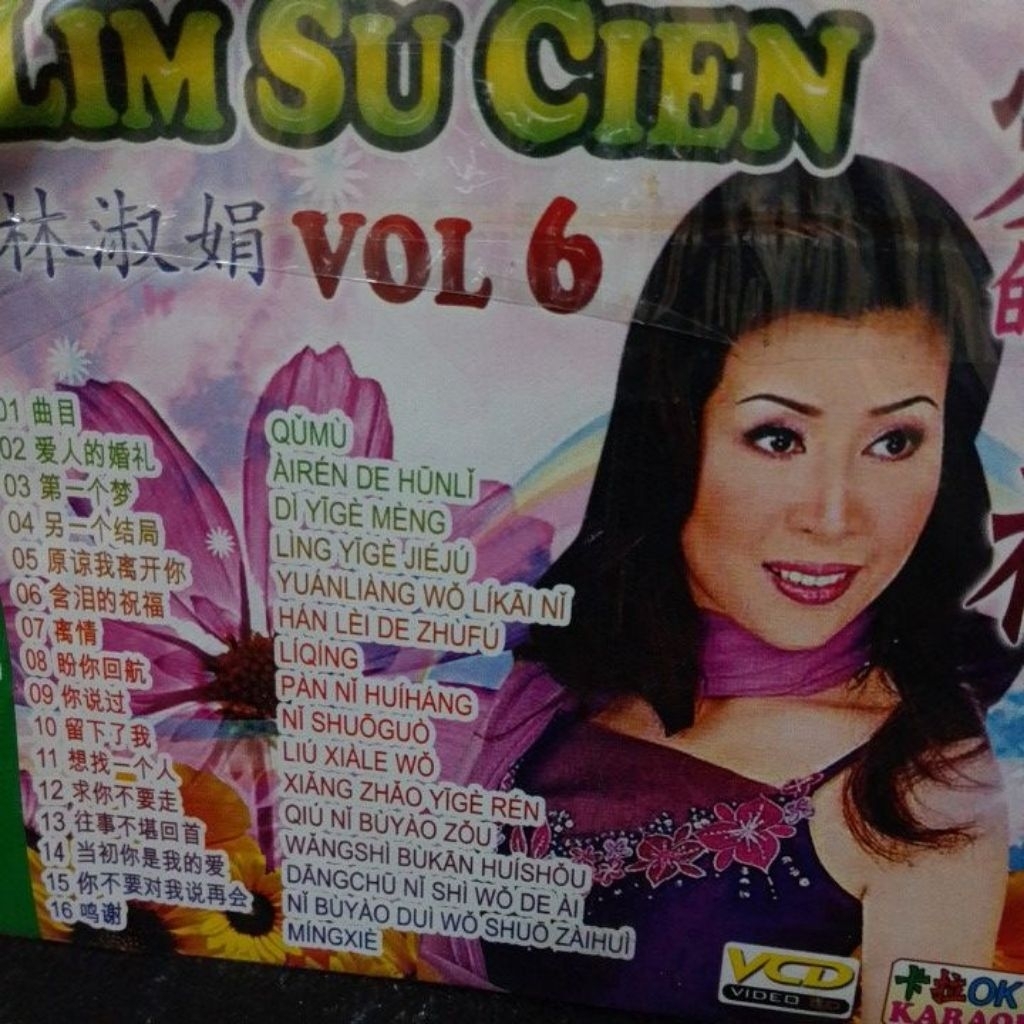 LIM SU CIEN
林淑娟 VOL 6
01 曲目 QŬMÙ
02 爱人的婚礼 ÀIRÉN DE HŪNLǏ
03 第一个梦 DÌ YĪGÈ MÈNG
04 另一个结局 LÌNG YĪGÈ JIÉJÚ
05 原谅我离开你 YUÁNLIÀNG WǑ LÍKĀI NǏ
06 含泪的祝福 HÁN LÈI DE ZHÙFÚ
07 离情 LÍQÍNG
08 盼你回航 PÀN NǏ HUÍHÁNG
09 你说过 NǏ SHUŌGUÒ
10 留下了我 LIÚ XIÀLE WǑ
11 想找一个人 XIǍNG ZHǍO YĪGÈ RÉN
12 求你不要走 QIÚ NǏ BÙYÀO ZǑU
13 往事不堪回首 WǍNGSHÌ BÙKĀN HUÍSHǑU
14 当初你是我的爱 DĀNGCHŪ NǏ SHÌ WǑ DE ÀI
15 你不要对我说再会 NǏ BÙYÀO DUÌ WǑ SHUŌ ZÀIHUÌ
16 鸣谢 MÍNGXIÈ
VCD
VIDEO
卡拉OK
KARAO